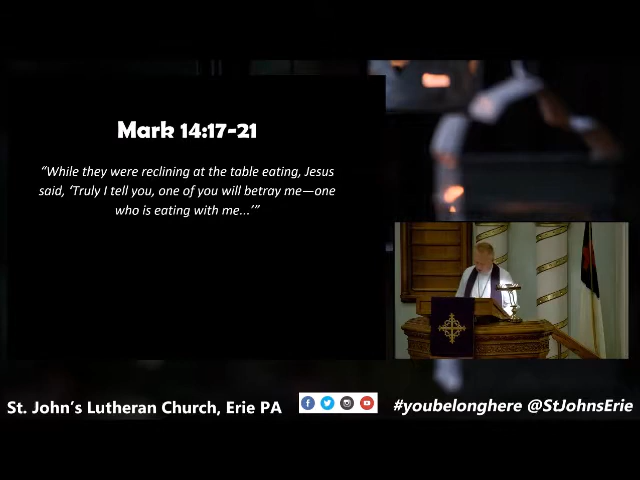 Mark 14:17-21
“While they were reclining at the table eating, Jesus
said, ‘Truly I tell you, one of you will betray me—one
who is eating with me...’”
St. John’s Lutheran Church, Erie PA
#youbelonghere @StJohnsErie